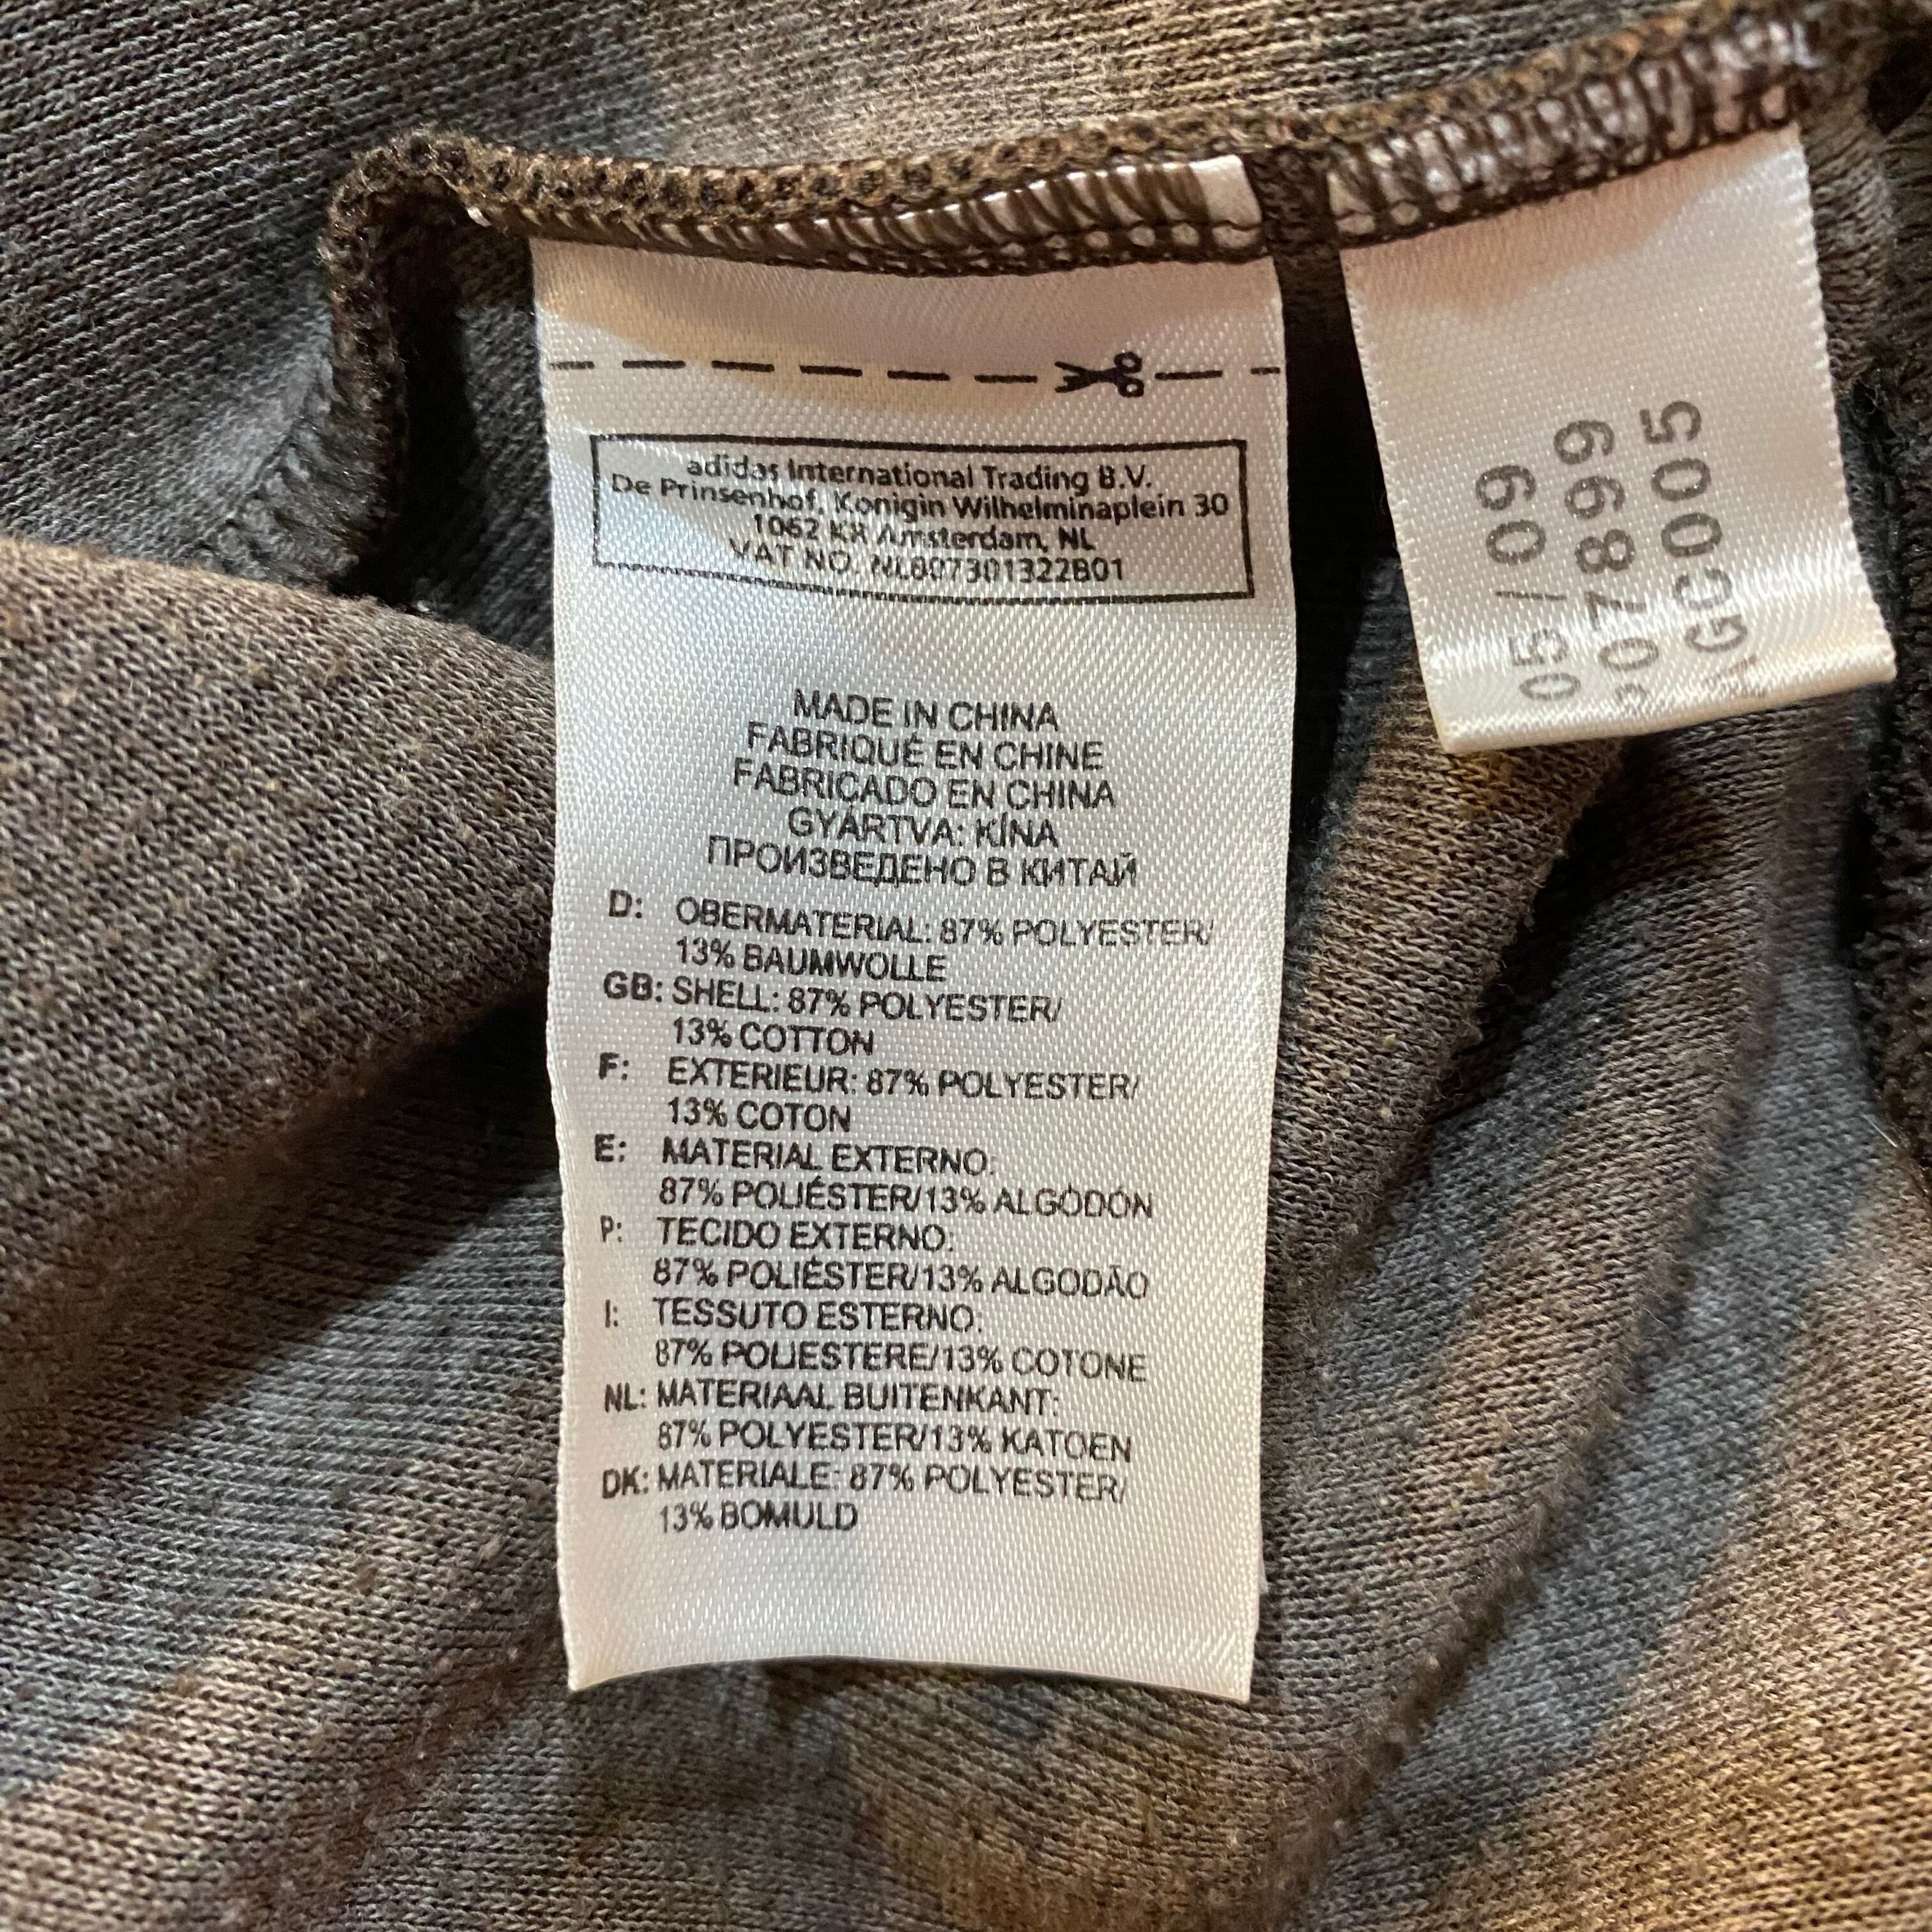 adidas International Trading B.V.
De Prinsenhof, Konigin Wilhelminaplein 30
1062 KR Amsterdam, NL
VAT NO. NL807301322B01
MADE IN CHINA
FABRIQUÉ EN CHINE
FABRICADO EN CHINA
GYÁRTVA: KÍNA
ПРОИЗВЕДЕНО В КИТАЙ
D: OBERMATERIAL: 87% POLYESTER/
13% BAUMWOLLE
GB: SHELL: 87% POLYESTER/
13% COTTON
F: EXTERIEUR: 87% POLYESTER/
13% COTON
E: MATERIAL EXTERNO:
87% POLIÉSTER/13% ALGODÓN
P: TECIDO EXTERNO:
87% POLIÉSTER/13% ALGODÃO
I: TESSUTO ESTERNO:
87% POLIESTERE/13% COTONE
NL: MATERIAAL BUITENKANT:
87% POLYESTER/13% KATOEN
DK: MATERIALE: 87% POLYESTER/
13% BOMULD
05/09